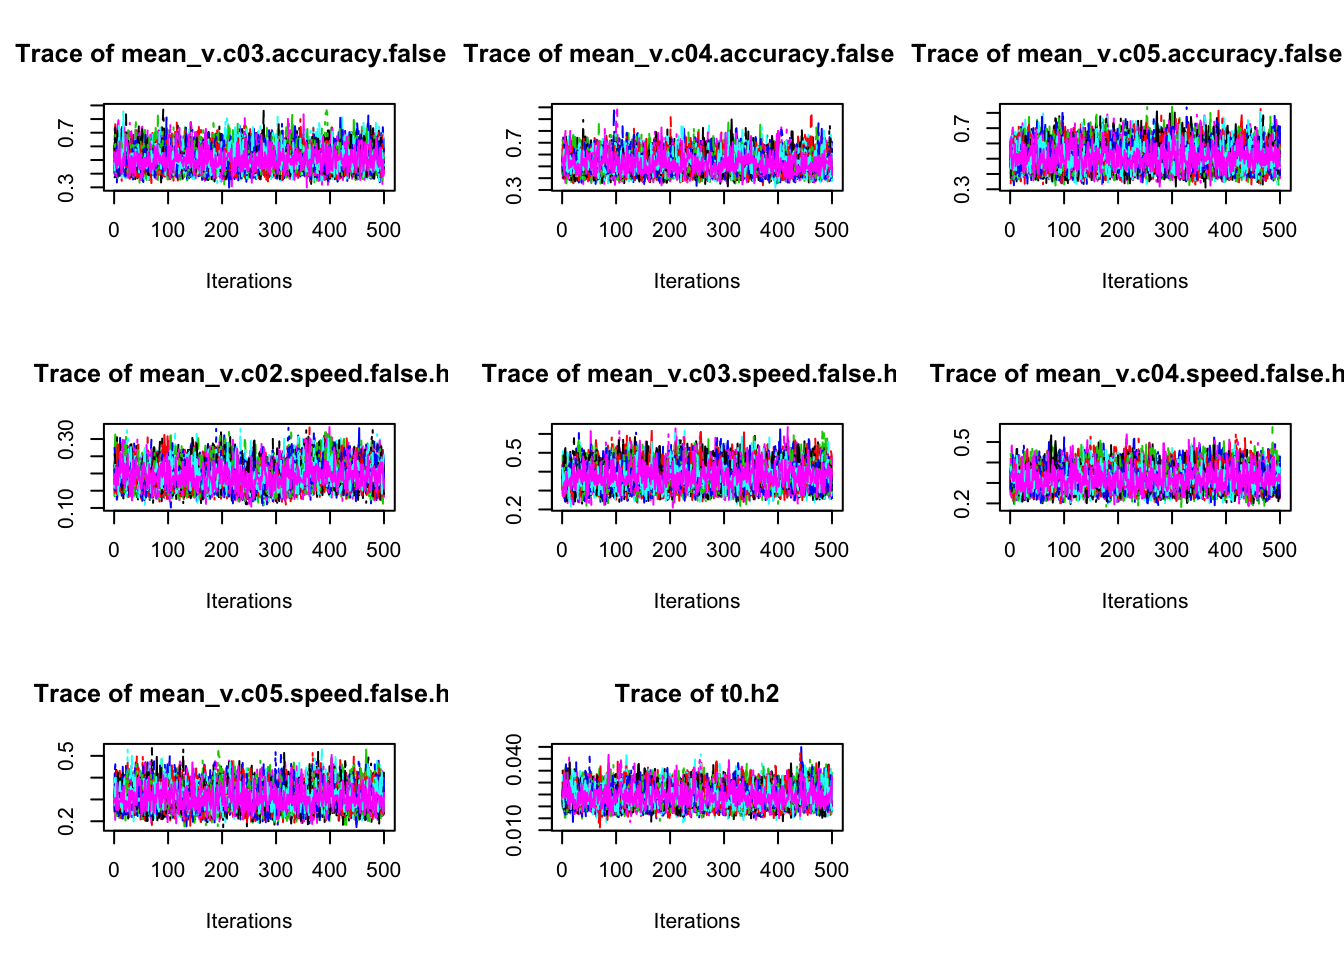 Trace of mean_v.c03.accuracy.false
Trace of mean_v.c04.accuracy.false
Trace of mean_v.c05.accuracy.false
0.3 0.7
0 100 200 300 400 500
Iterations
0.3 0.7
0 100 200 300 400 500
Iterations
0.3 0.7
0 100 200 300 400 500
Iterations
Trace of mean_v.c02.speed.false.h
Trace of mean_v.c03.speed.false.h
Trace of mean_v.c04.speed.false.h
0.10 0.30
0 100 200 300 400 500
Iterations
0.2 0.5
0 100 200 300 400 500
Iterations
0.2 0.5
0 100 200 300 400 500
Iterations
Trace of mean_v.c05.speed.false.h
Trace of t0.h2
0.2 0.5
0 100 200 300 400 500
Iterations
0.010 0.040
0 100 200 300 400 500
Iterations